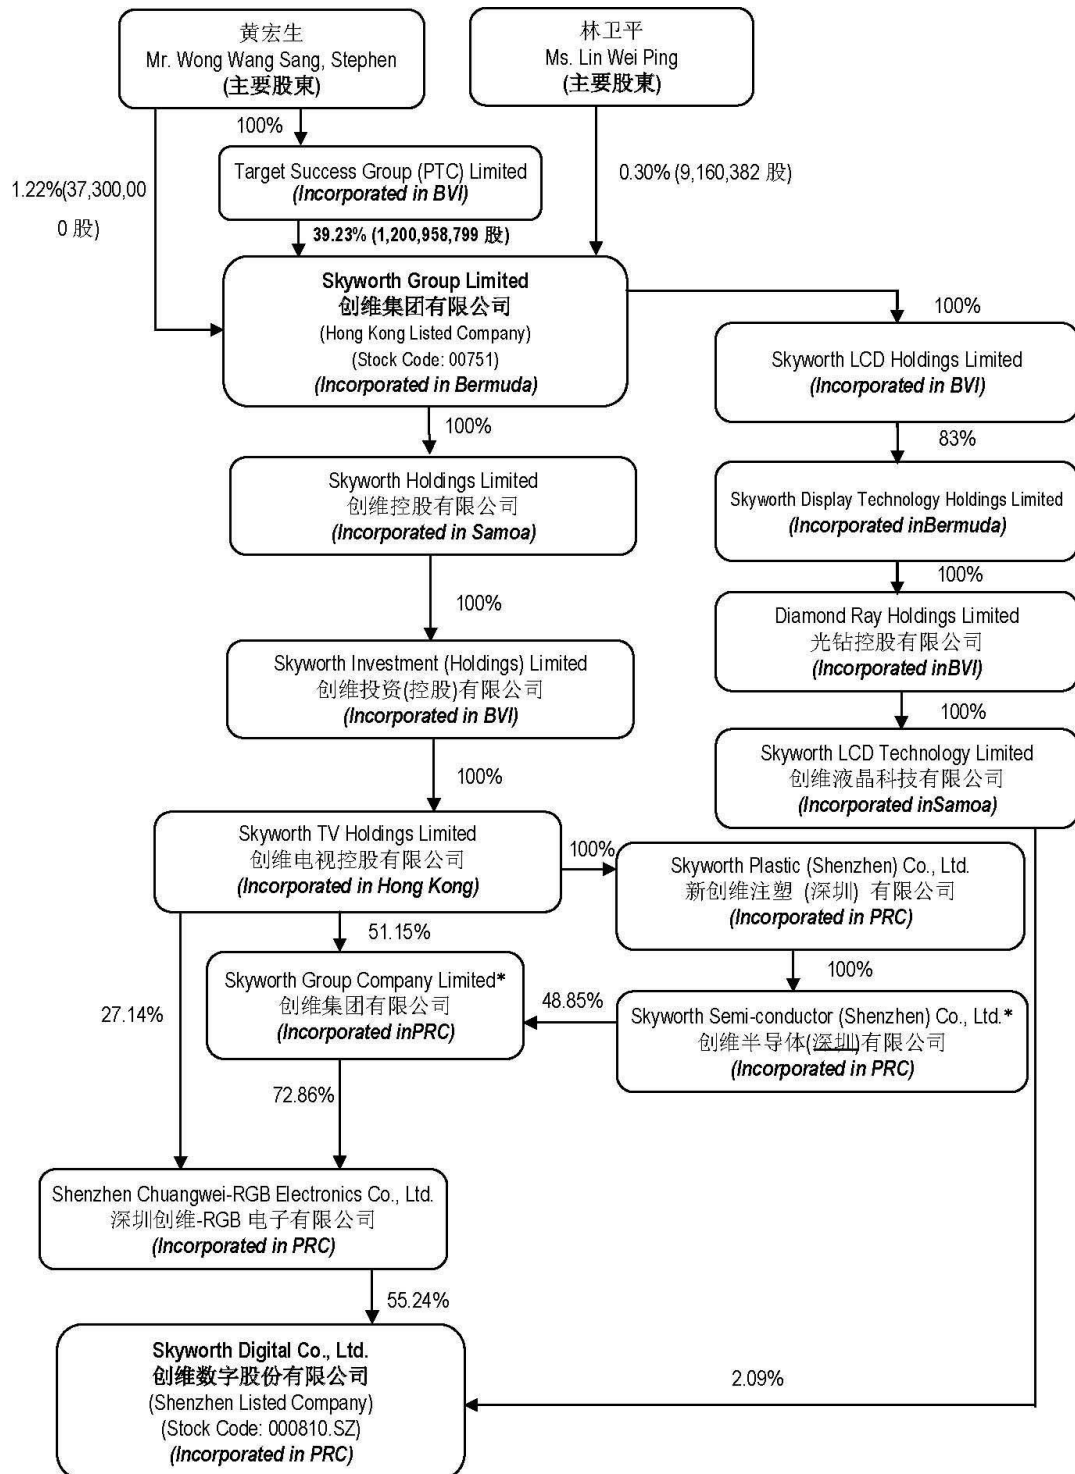 黄宏生
Mr. Wong Wang Sang, Stephen
(主要股東)
林卫平
Ms. Lin Wei Ping
(主要股東)
100%
1.22%(37,300,00
0 股)
Target Success Group (PTC) Limited
(Incorporated in BVI)
0.30% (9,160,382 股)
39.23% (1,200,958,799 股)
Skyworth Group Limited
创维集团有限公司
(Hong Kong Listed Company)
(Stock Code: 00751)
(Incorporated in Bermuda)
100%
Skyworth LCD Holdings Limited
(Incorporated in BVI)
100%
83%
Skyworth Holdings Limited
创维控股有限公司
(Incorporated in Samoa)
Skyworth Display Technology Holdings Limited
(Incorporated inBermuda)
100%
100%
Diamond Ray Holdings Limited
光钻控股有限公司
(Incorporated inBVI)
Skyworth Investment (Holdings) Limited
创维投资(控股)有限公司
(Incorporated in BVI)
100%
100%
Skyworth LCD Technology Limited
创维液晶科技有限公司
(Incorporated inSamoa)
Skyworth TV Holdings Limited
创维电视控股有限公司
(Incorporated in Hong Kong)
100%
Skyworth Plastic (Shenzhen) Co., Ltd.
新创维注塑 (深圳) 有限公司
(Incorporated in PRC)
51.15%
100%
27.14%
Skyworth Group Company Limited*
创维集团有限公司
(Incorporated inPRC)
48.85%
Skyworth Semi-conductor (Shenzhen) Co., Ltd.*
创维半导体(深圳)有限公司
(Incorporated in PRC)
72.86%
Shenzhen Chuangwei-RGB Electronics Co., Ltd.
深圳创维-RGB 电子有限公司
(Incorporated in PRC)
55.24%
Skyworth Digital Co., Ltd.
创维数字股份有限公司
(Shenzhen Listed Company)
(Stock Code: 000810.SZ)
(Incorporated in PRC)
2.09%